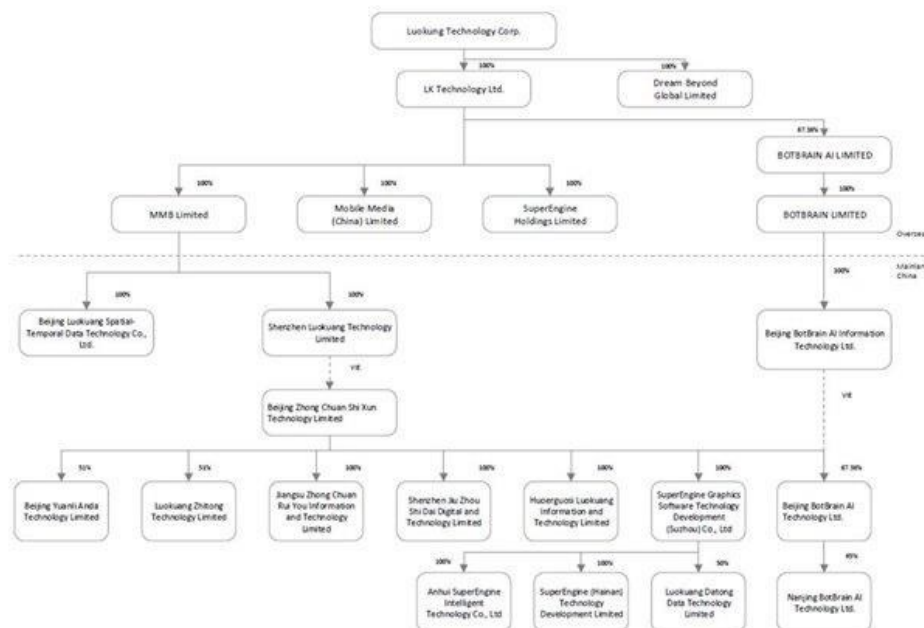 Luokung Technology Corp.
100%
100%
LK Technology Ltd.
Dream Beyond
Global Limited
67.36%
BOTBRAIN AI LIMITED
100%
100%
100%
100%
MMB Limited
Mobile Media
(China) Limited
SuperEngine
Holdings Limited
BOTBRAIN LIMITED
Mainlan
China
100%
100%
100%
Beijing Luokuang Spatial-
Temporal Data Technology Co.,
Ltd.
Shenzhen Luokuang Technology
Limited
Beijing BotBrain AI Information
Technology Ltd.
VIE
VIE
Beijing Zhong Chuan Shi Xun
Technology Limited
51%
51%
100%
100%
100%
100%
67.36%
Beijing Yuanli Anda
Technology Limited
Luokuang Zhitong
Technology Limited
Jiangsu Zhong Chuan
Rui You Information
and Technology
Limited
Shenzhen Jiu Zhou
Shi Dai Digital and
Technology Limited
Huoerguosi Luokuang
Information and
Technology Limited
SuperEngine Graphics
Software Technology
Development
(Suzhou) Co., Ltd
Beijing BotBrain AI
Technology Ltd.
100%
100%
50%
Anhui SuperEngine
Intelligent
Technology Co., Ltd
SuperEngine (Hainan)
Technology
Development Limited
Luokuang Datong
Data Technology
Limited
Nanjing BotBrain AI
Technology Ltd.